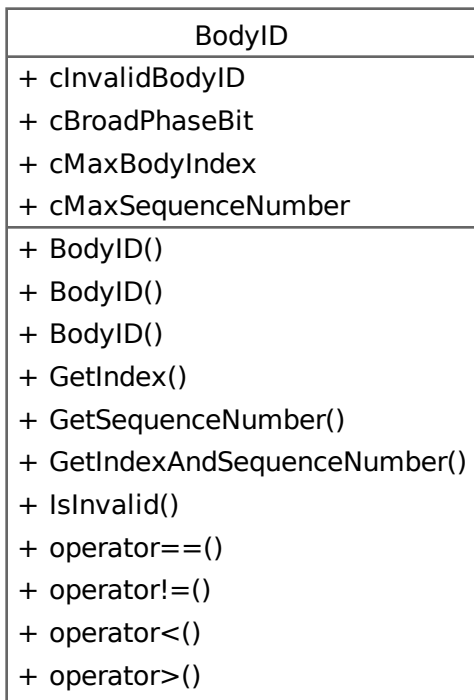 BodyID
+ cInvalidBodyID
+ cBroadPhaseBit
+ cMaxBodyIndex
+ cMaxSequenceNumber
+ BodyID()
+ BodyID()
+ BodyID()
+ GetIndex()
+ GetSequenceNumber()
+ GetIndexAndSequenceNumber()
+ IsInvalid()
+ operator==()
+ operator!=()
+ operator<()
+ operator>()